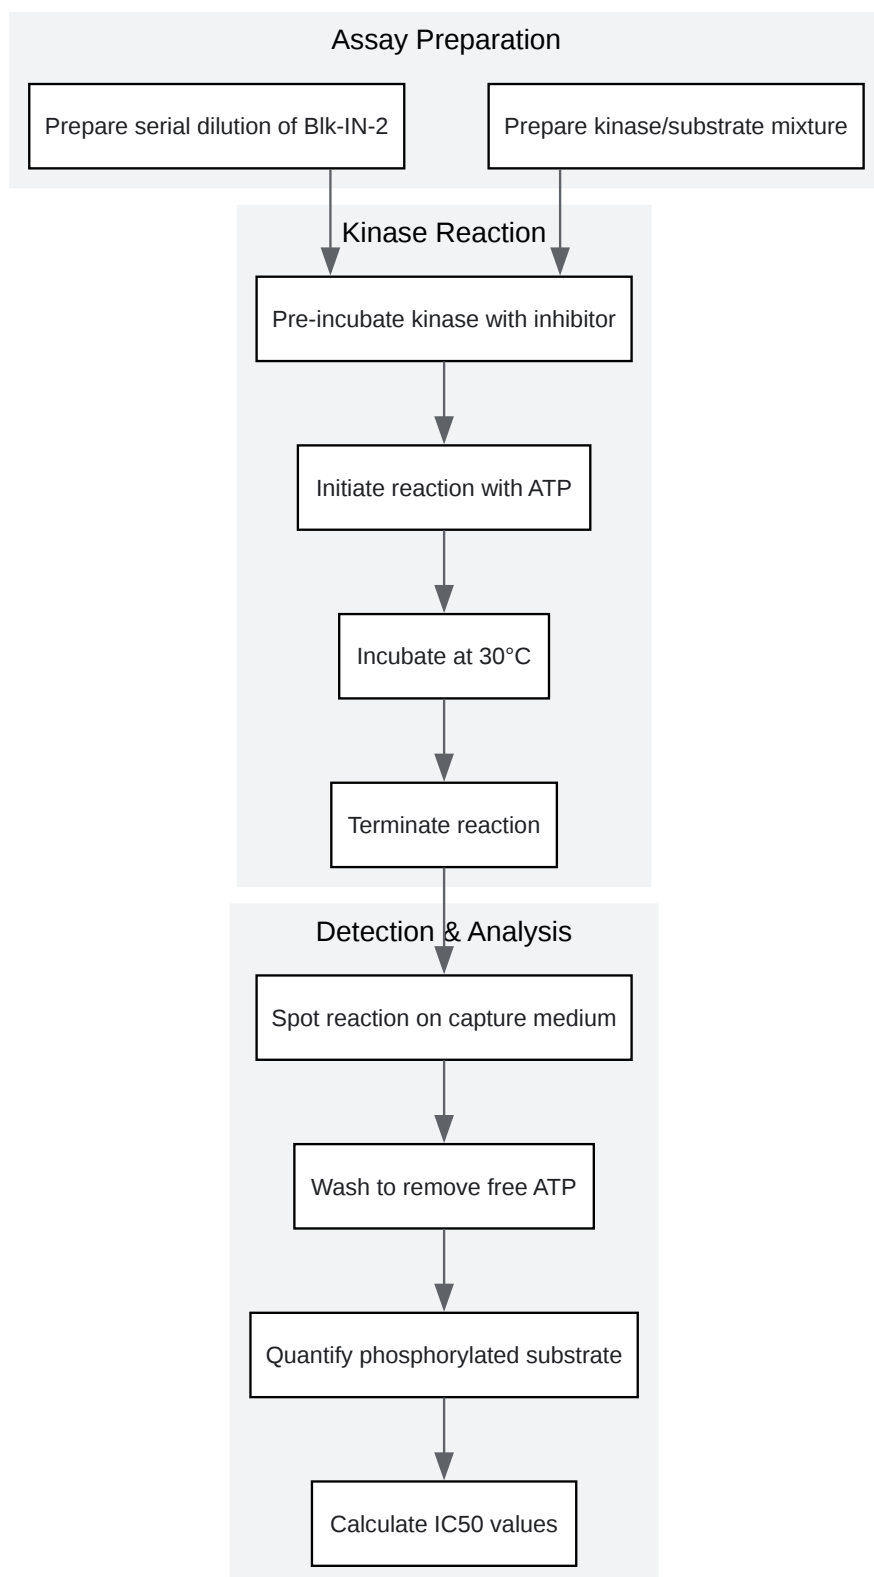 Assay Preparation
Prepare serial dilution of Blk-IN-2
Prepare kinase/substrate mixture
Kinase Reaction
Pre-incubate kinase with inhibitor
Initiate reaction with ATP
Incubate at 30°C
Terminate reaction
Detection & Analysis
Spot reaction on capture medium
Wash to remove free ATP
Quantify phosphorylated substrate
Calculate IC50 values